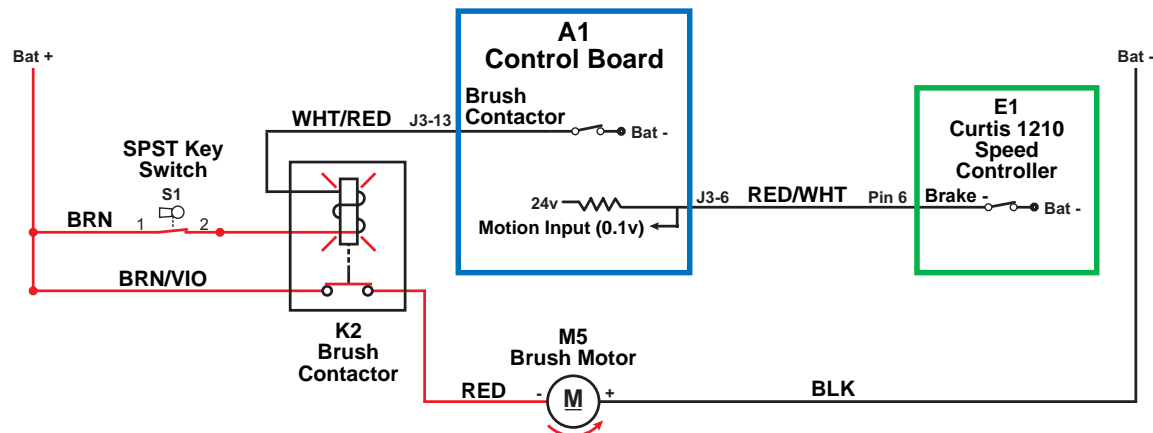 A1
Control Board
Bat +
Bat -
Brush
Contactor
WHT/RED
J3-13
Bat -
E1
Curtis 1210
Speed
Controller
SPST Key
Switch
S1
24v
J3-6
RED/WHT
Pin 6
Brake -
Bat -
BRN
1
2
Motion Input (0.1v)
BRN/VIO
K2
Brush
Contactor
M5
Brush Motor
RED
-
M
+
BLK